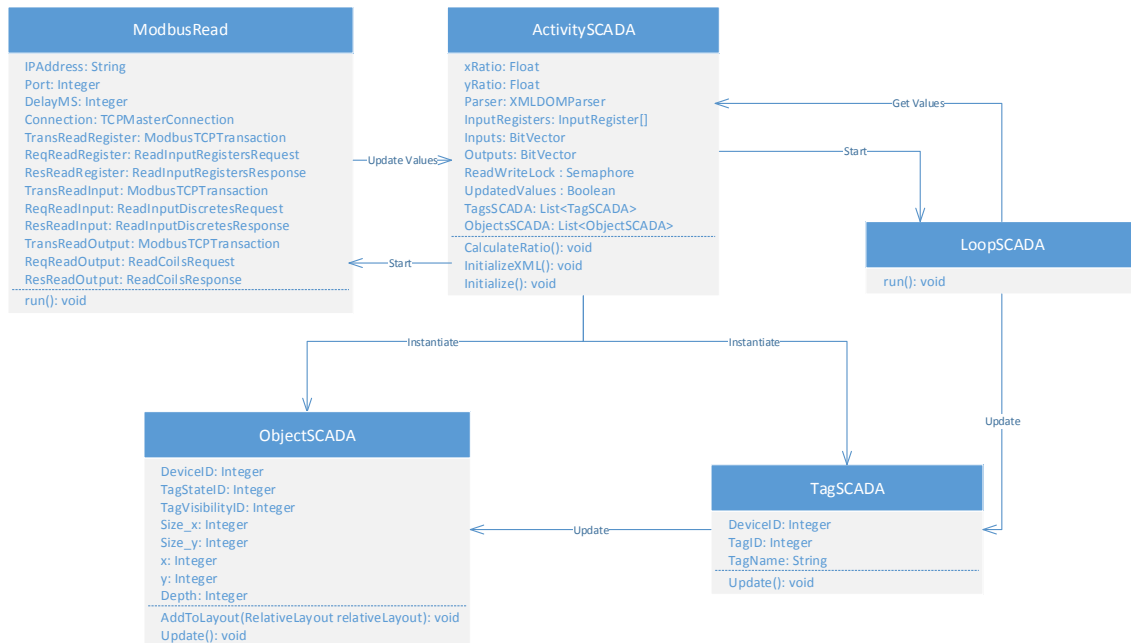 ModbusRead
IPAddress: String
Port: Integer
DelayMS: Integer
Connection: TCPMasterConnection
TransReadRegister: ModbusTCPTransaction
ReqReadRegister: ReadInputRegistersRequest
ResReadRegister: ReadInputRegistersResponse
TransReadInput: ModbusTCPTransaction
ReqReadInput: ReadInputDiscretesRequest
ResReadInput: ReadInputDiscretesResponse
TransReadOutput: ModbusTCPTransaction
ReqReadOutput: ReadCoilsRequest
ResReadOutput: ReadCoilsResponse
run(): void
Update Values
Start
ActivitySCADA
xRatio: Float
yRatio: Float
Parser: XMLDOMParser
InputRegisters: InputRegister[]
Inputs: BitVector
Outputs: BitVector
ReadWriteLock : Semaphore
UpdatedValues : Boolean
TagsSCADA: List<TagSCADA>
ObjectsSCADA: List<ObjectSCADA>
CalculateRatio(): void
InitializeXML(): void
Initialize(): void
Get Values
Start
LoopSCADA
run(): void
Instantiate
Instantiate
Update
ObjectSCADA
DeviceID: Integer
TagStateID: Integer
TagVisibilityID: Integer
Size_x: Integer
Size_y: Integer
x: Integer
y: Integer
Depth: Integer
AddToLayout(RelativeLayout relativeLayout): void
Update(): void
Update
TagSCADA
DeviceID: Integer
TagID: Integer
TagName: String
Update(): void